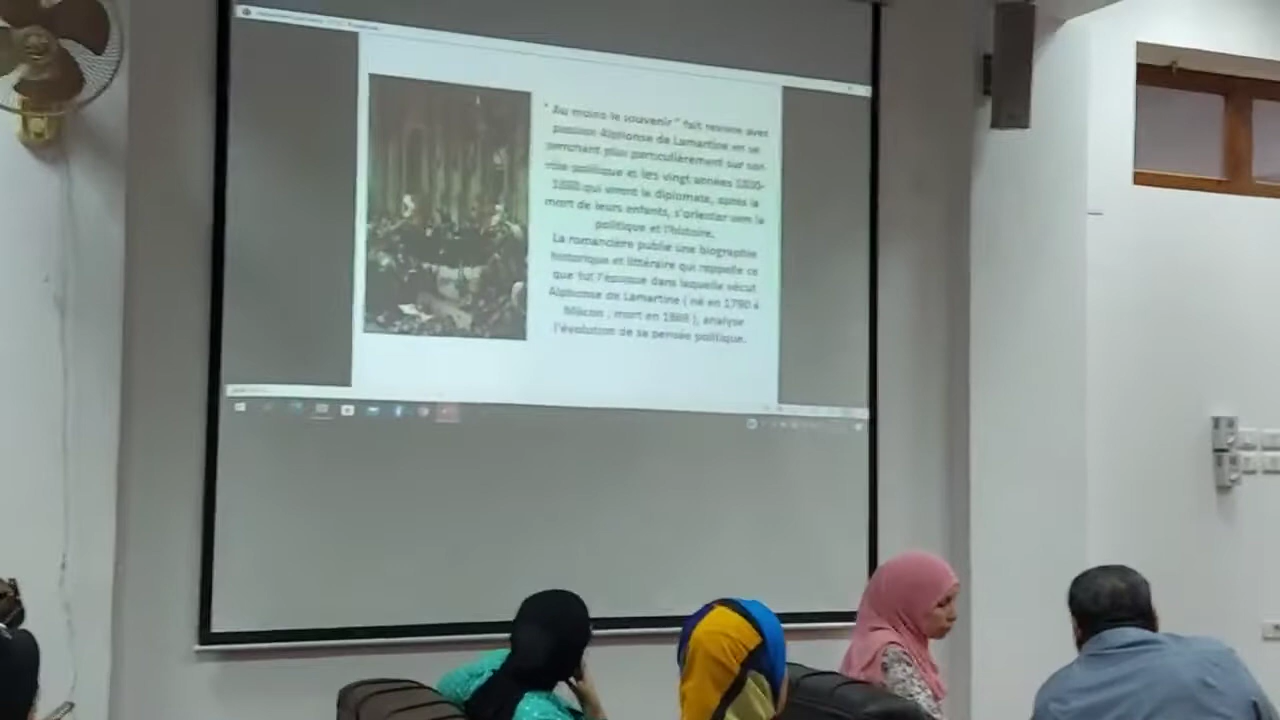 " Au moins le souvenir " fait revivre avec
passion Alphonse de Lamartine en se
penchant plus particulièrement sur son
rôle politique et les vingt années 1830-
qui virent le diplomate, après la
mort de leurs enfants, s'orienter vers la
politique et l'histoire.
La romancière publie une biographie
historique et littéraire qui rappelle ce
que fut l'époque dans laquelle vécut
Alphonse de Lamartine ( né en 1790 à
Mâcon , mort en 1869 ), analyse
l'évolution de sa pensée politique.